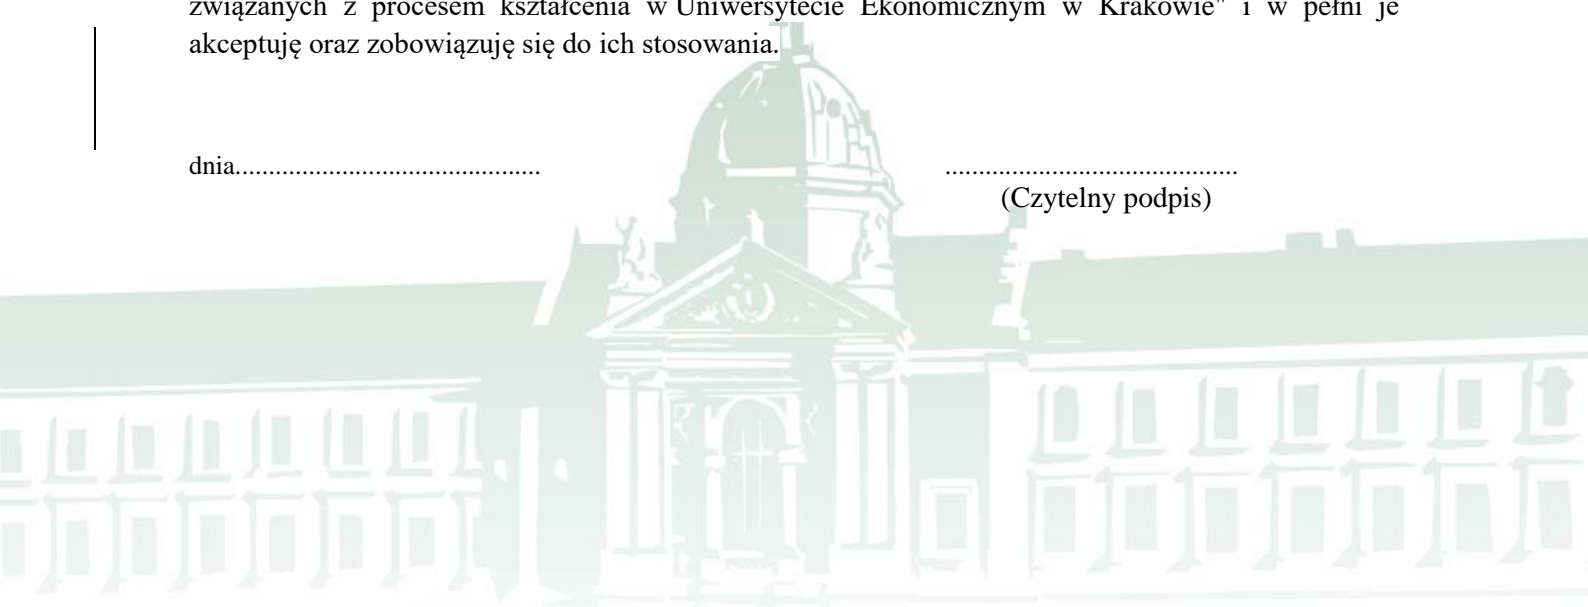 związanych z procesem kształcenia w Uniwersytecie Ekonomicznym w Krakowie" i w pełni je
akceptuję oraz zobowiązuję się do ich stosowania.
dnia.............................................. ............................................
(Czytelny podpis)